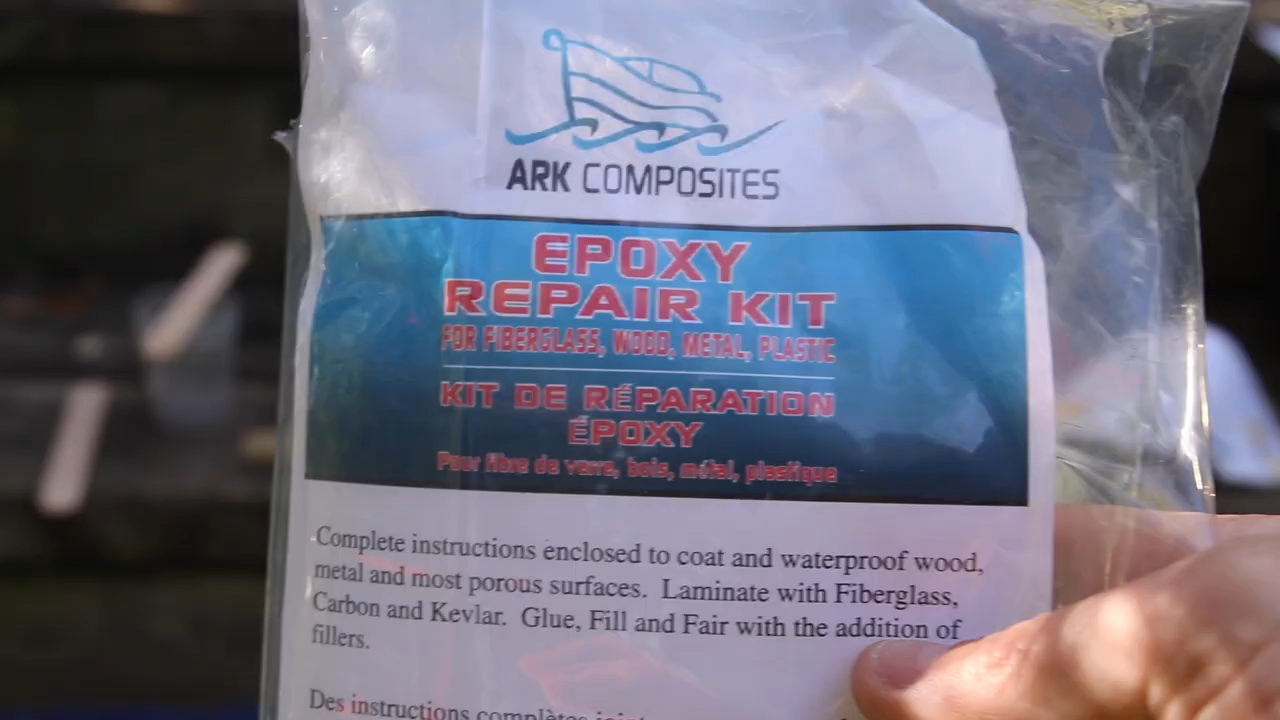 ARK COMPOSITES
EPOXY
REPAIR KIT
FOR FIBERGLASS, WOOD, METAL, PLASTIC
KIT DE RÉPARATION
ÉPOXY
Pour fibre de verre, bois, métal, plastique
Complete instructions enclosed to coat and waterproof wood,
metal and most porous surfaces. Laminate with Fiberglass,
Carbon and Kevlar. Glue, Fill and Fair with the addition of
fillers.
Des instructions complètes